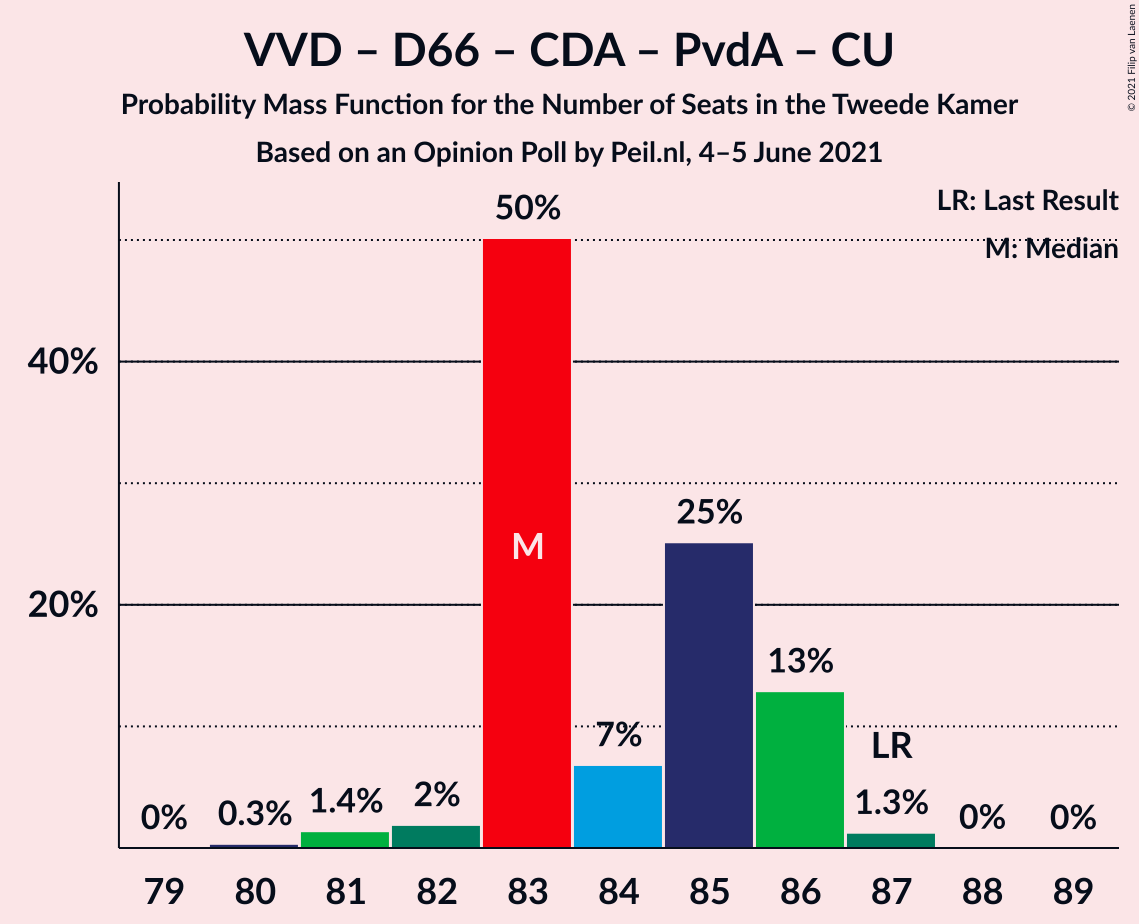 VVD – D66 – CDA – PvdA – CU
Probability Mass Function for the Number of Seats in the Tweede Kamer
Based on an Opinion Poll by Peil.nl, 4–5 June 2021
© 2021 Filip van Laenen
LR: Last Result
M: Median
50%
40%
M
25%
20%
13%
7%
LR
0%
0.3%
1.4%
2%
1.3%
0%
0%
79 80 81 82 83 84 85 86 87 88 89